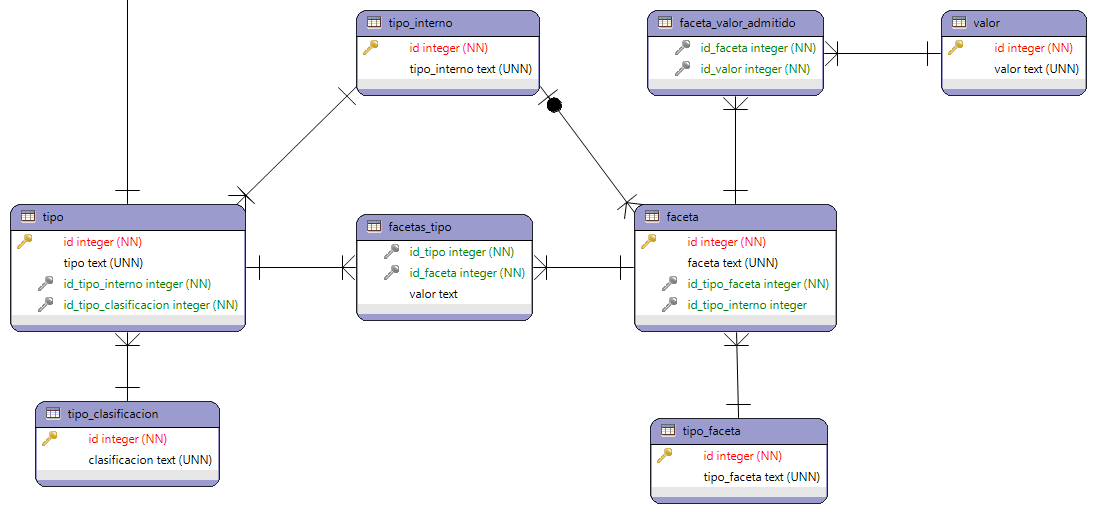 tipo_interno
id integer (NN)
tipo_interno text (UNN)
faceta_valor_admitido
id_faceta integer (NN)
id_valor integer (NN)
valor
id integer (NN)
valor text (UNN)
tipo
id integer (NN)
tipo text (UNN)
id_tipo_interno integer (NN)
id_tipo_clasificacion integer (NN)
facetas_tipo
id_tipo integer (NN)
id_faceta integer (NN)
valor text
faceta
id integer (NN)
faceta text (UNN)
id_tipo_faceta integer (NN)
id_tipo_interno integer
tipo_clasificacion
id integer (NN)
clasificacion text (UNN)
tipo_faceta
id integer (NN)
tipo_faceta text (UNN)